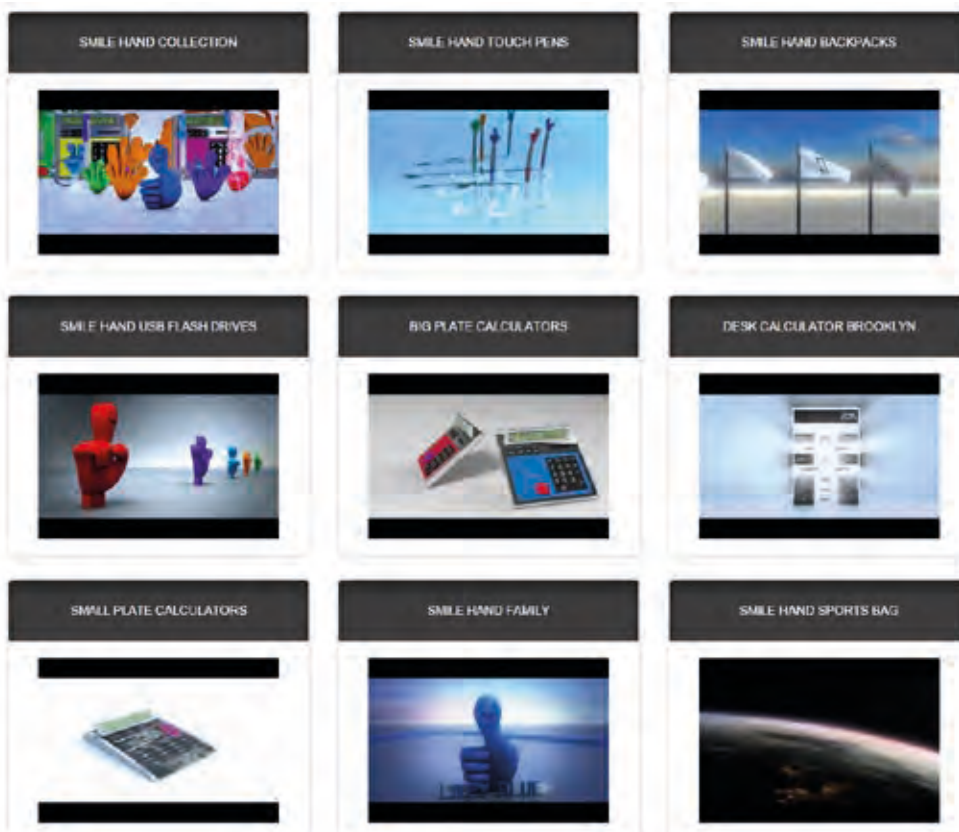 SMILE HAND COLLECTION
SMILE HAND TOUCH PENS
SMILE HAND BACKPACKS
SMILE HAND USB FLASH DRIVES
BIG PLATE CALCULATORS
DESK CALCULATOR BROOKLYN
SMALL PLATE CALCULATORS
SMILE HAND FAMILY
SMILE HAND SPORTS BAG